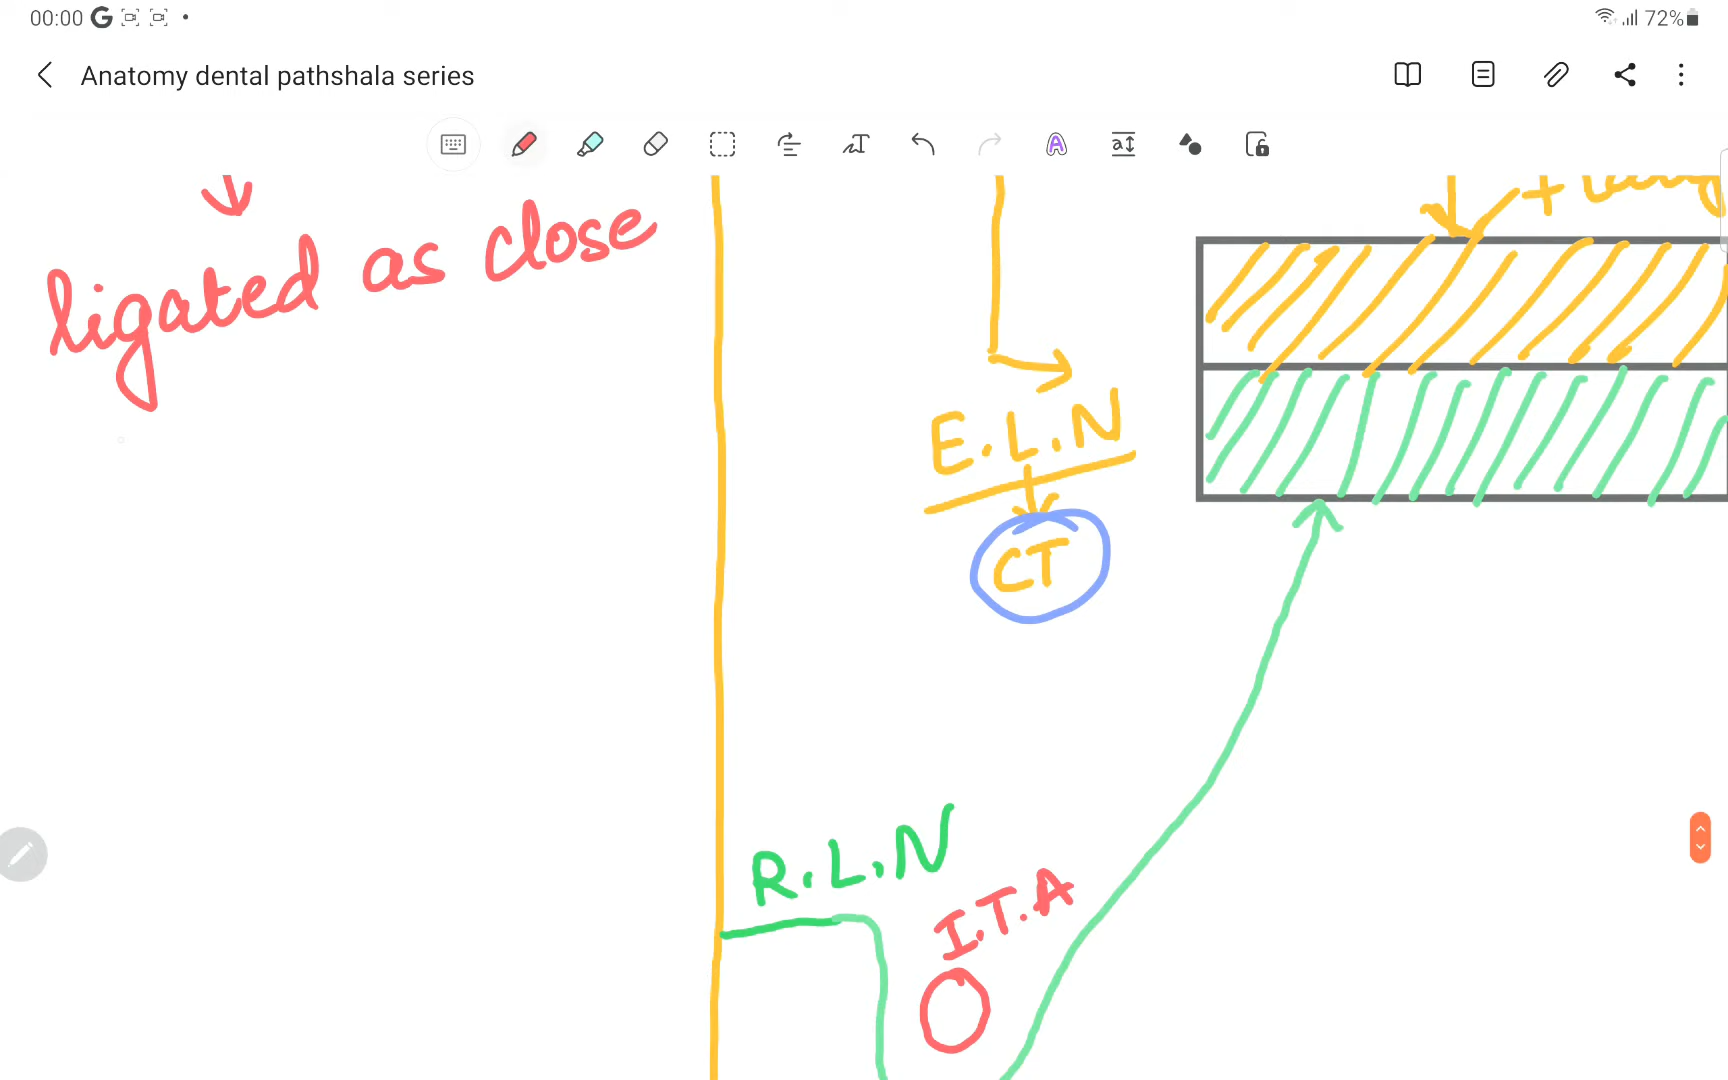 00:00 G 72%
Anatomy dental pathshala series
ligated as close
E.L.N
CT
R.L.N
I.T.A